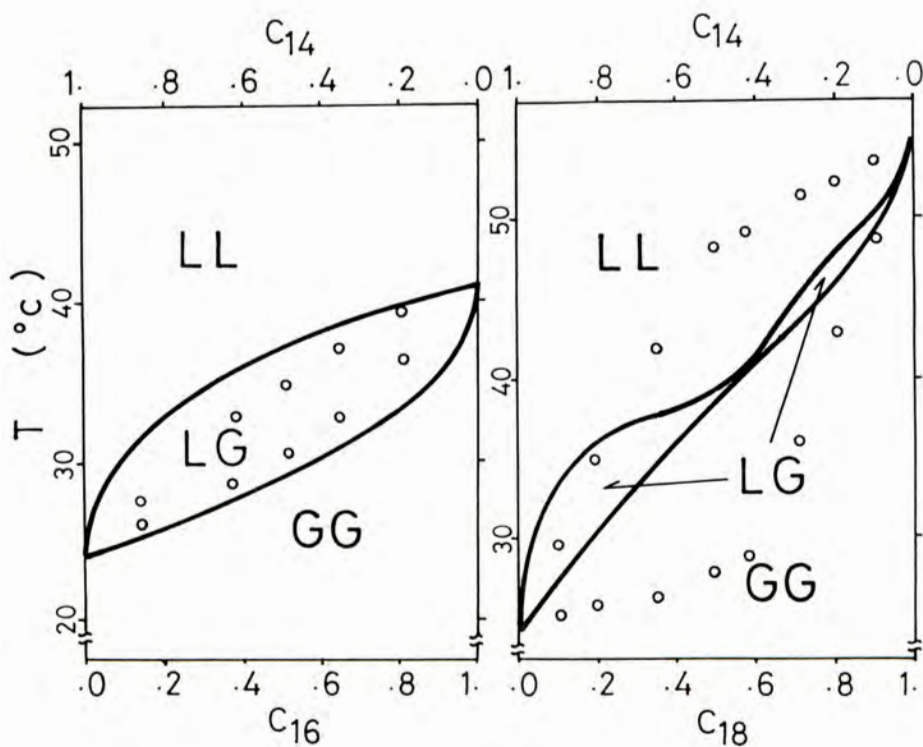 C14 C14
1. .8 .6 .4 .2 .0 1. .8 .6 .4 .2 .0
50
50
LL LL
40
40
T (°C)
LG LG
30
30
GG GG
20
.0 .2 .4 .6 .8 1. .0 .2 .4 .6 .8 1.
C16 C18